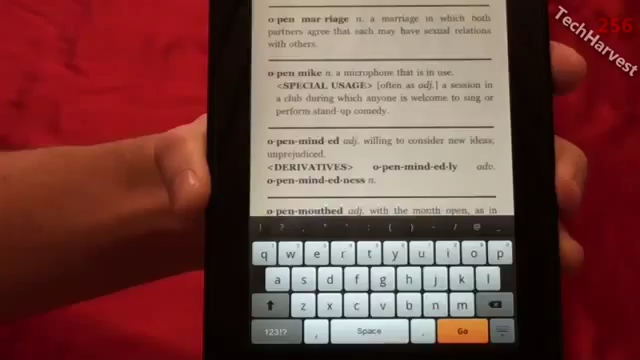 256
TechHarvest
o·pen mar·riage n. a marriage in which both
partners agree that each may have sexual relations
with others.
o·pen mike n. a microphone that is in use.
<SPECIAL USAGE> [often as adj.] a session in
a club during which anyone is welcome to sing or
perform stand-up comedy.
o·pen-mind·ed adj. willing to consider new ideas;
unprejudiced.
<DERIVATIVES> o·pen-mind·ed·ly adv.
o·pen-mind·ed·ness n.
o·pen-mouthed adj. with the mouth open, as in
! ? , " ' : ( ) - / @ _
q w e r t y u i o p
a s d f g h j k l
z x c v b n m
123!? , Space . Go